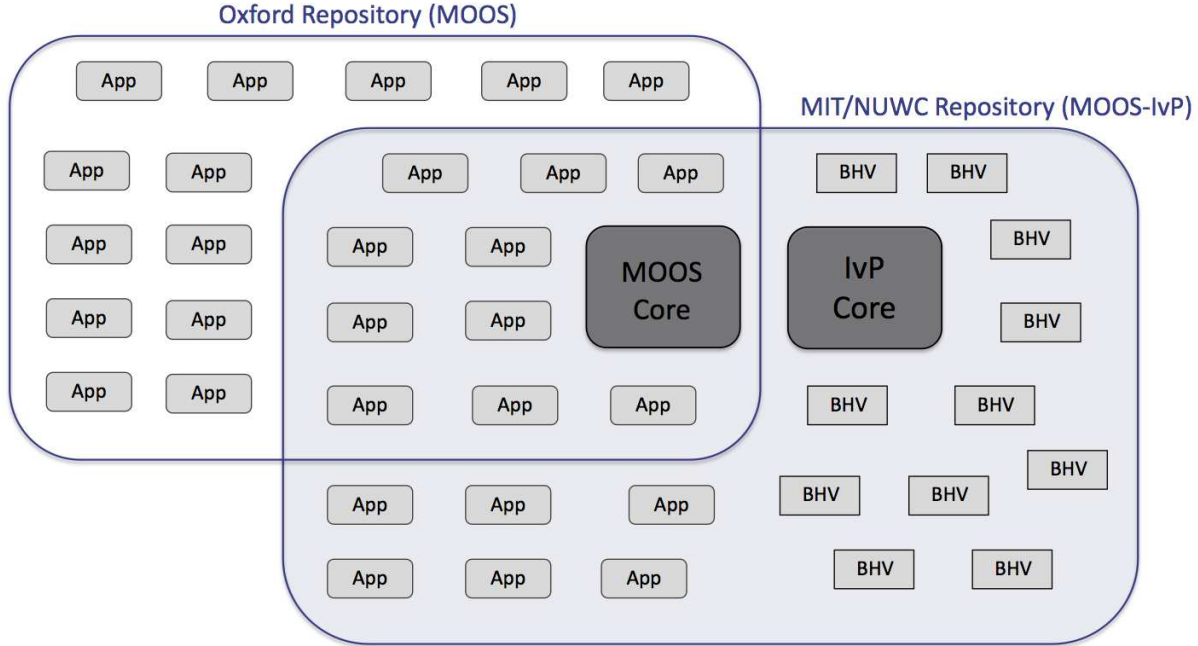 Oxford Repository (MOOS)
App App App App App
MIT/NUWC Repository (MOOS-IvP)
App App App App App BHV BHV
App App App App MOOS Core IvP Core BHV
App App App App BHV
App App App App App BHV BHV
BHV
App App App BHV BHV
App App App BHV BHV